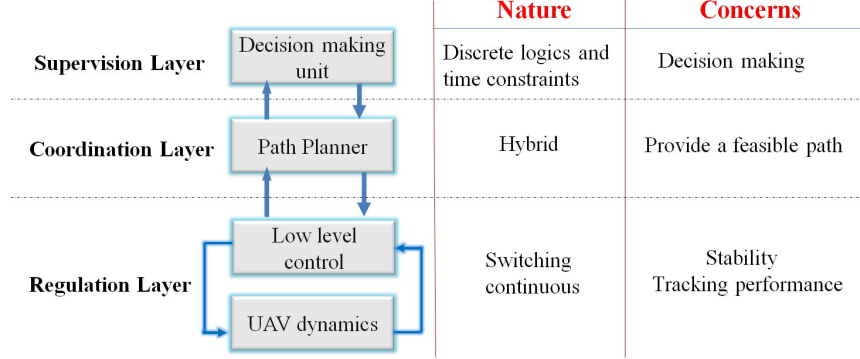 Nature
Concerns
Supervision Layer
Decision making
unit
Discrete logics and
time constraints
Decision making
Coordination Layer
Path Planner
Hybrid
Provide a feasible path
Regulation Layer
Low level
control
UAV dynamics
Switching
continuous
Stability
Tracking performance